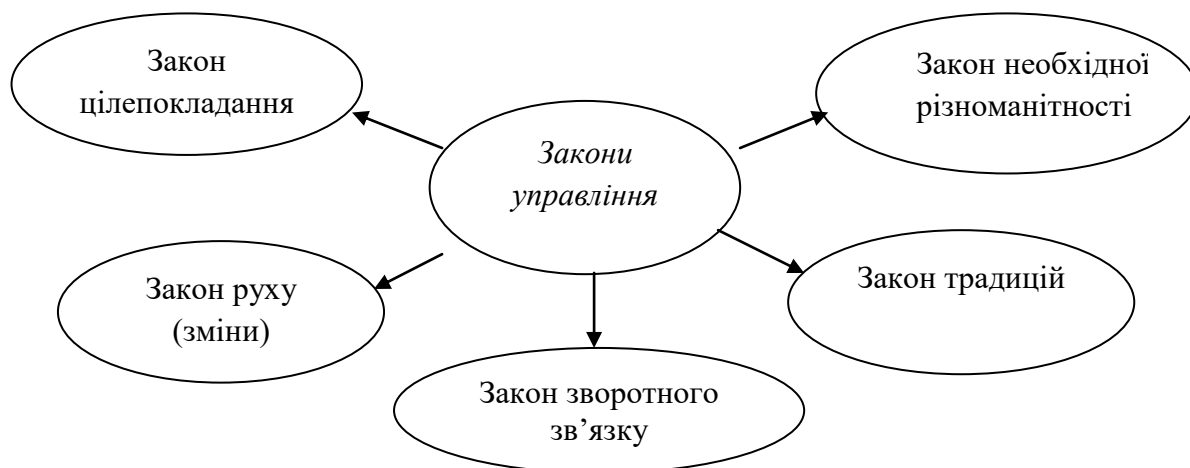 Закон
цілепокладання
Закон необхідної
різноманітності
Закони
управління
Закон руху
(зміни)
Закон традицій
Закон зворотного
зв’язку